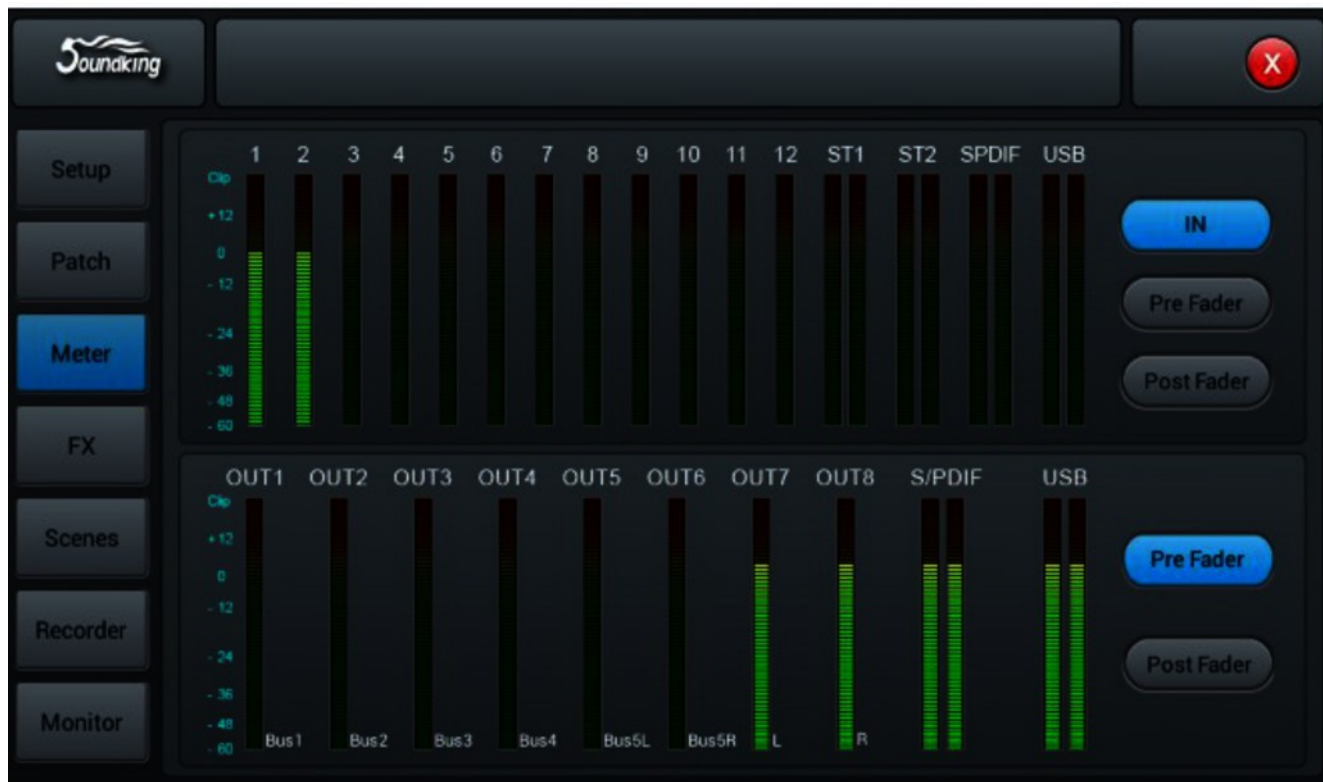 Soundking
X
Setup
Patch
Meter
FX
Scenes
Recorder
Monitor
1 2 3 4 5 6 7 8 9 10 11 12 ST1 ST2 SPDIF USB
Clip
+12
0
- 12
- 24
- 36
- 48
- 60
IN
Pre Fader
Post Fader
OUT1 OUT2 OUT3 OUT4 OUT5 OUT6 OUT7 OUT8 S/PDIF USB
Clip
+12
0
- 12
- 24
- 36
- 48
- 60
Bus1 Bus2 Bus3 Bus4 Bus5L Bus5R L R
Pre Fader
Post Fader